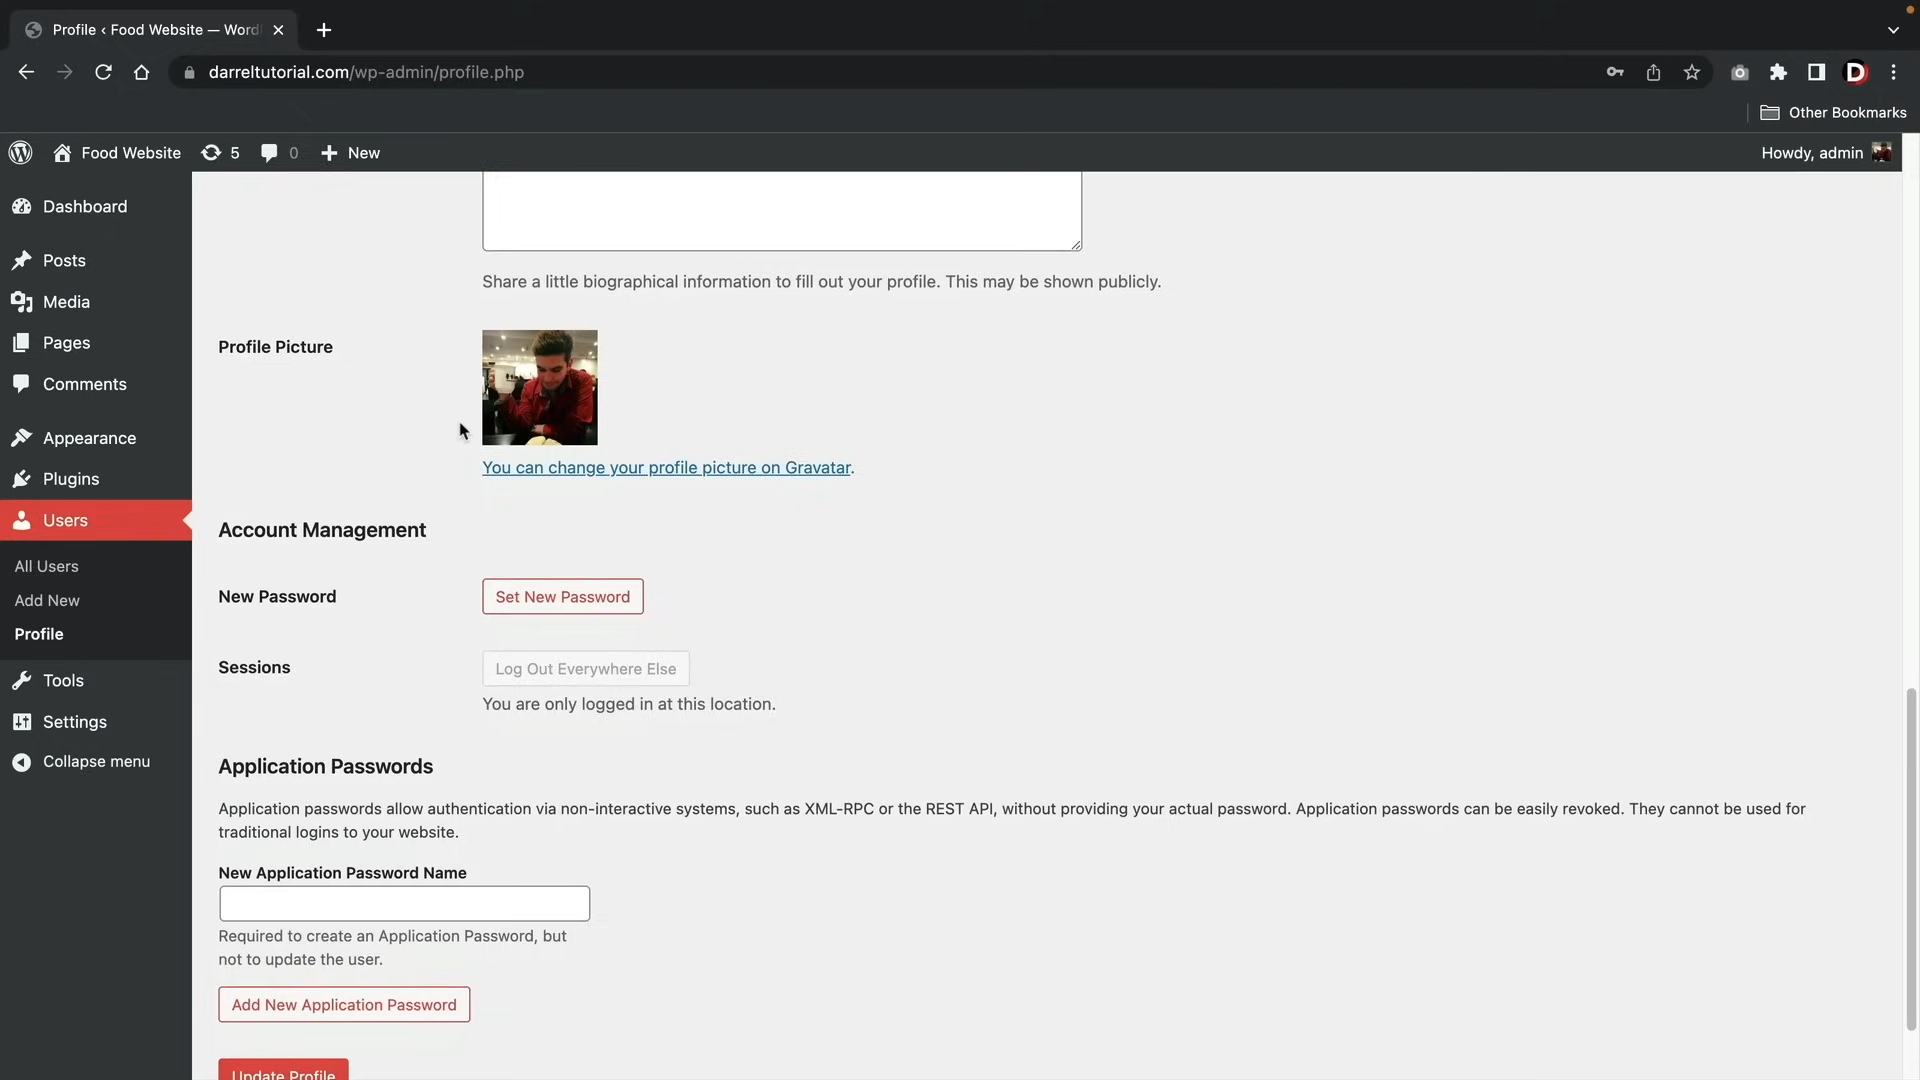 Profile ‹ Food Website — Word
darreltutorial.com/wp-admin/profile.php
D
Other Bookmarks
Food Website 5 0 New
Howdy, admin
Dashboard
Posts
Media
Pages
Comments
Appearance
Plugins
Users
All Users
Add New
Profile
Tools
Settings
Collapse menu
Share a little biographical information to fill out your profile. This may be shown publicly.
Profile Picture
You can change your profile picture on Gravatar.
Account Management
New Password
Set New Password
Sessions
Log Out Everywhere Else
You are only logged in at this location.
Application Passwords
Application passwords allow authentication via non-interactive systems, such as XML-RPC or the REST API, without providing your actual password. Application passwords can be easily revoked. They cannot be used for
traditional logins to your website.
New Application Password Name
Required to create an Application Password, but
not to update the user.
Add New Application Password
Update Profile